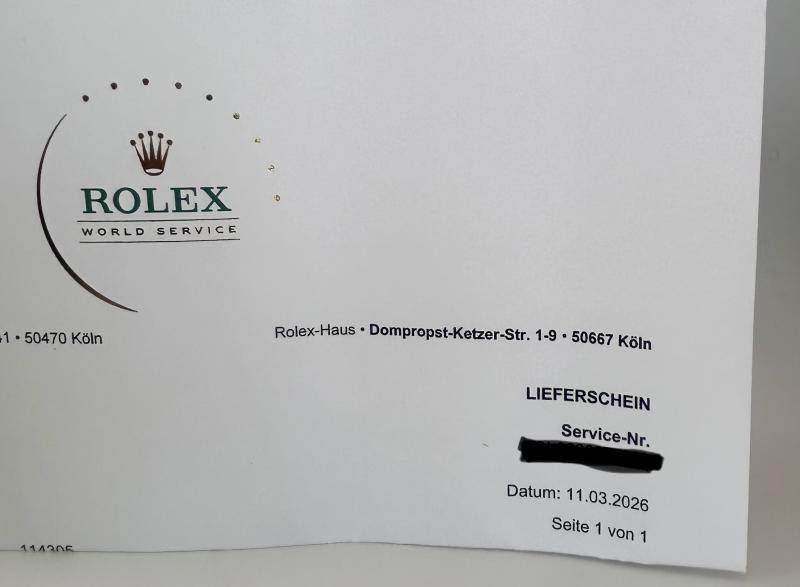 ROLEX
WORLD SERVICE
• 50470 Köln
Rolex-Haus • Dompropst-Ketzer-Str. 1-9 • 50667 Köln
LIEFERSCHEIN
Service-Nr.
Datum: 11.03.2026
Seite 1 von 1